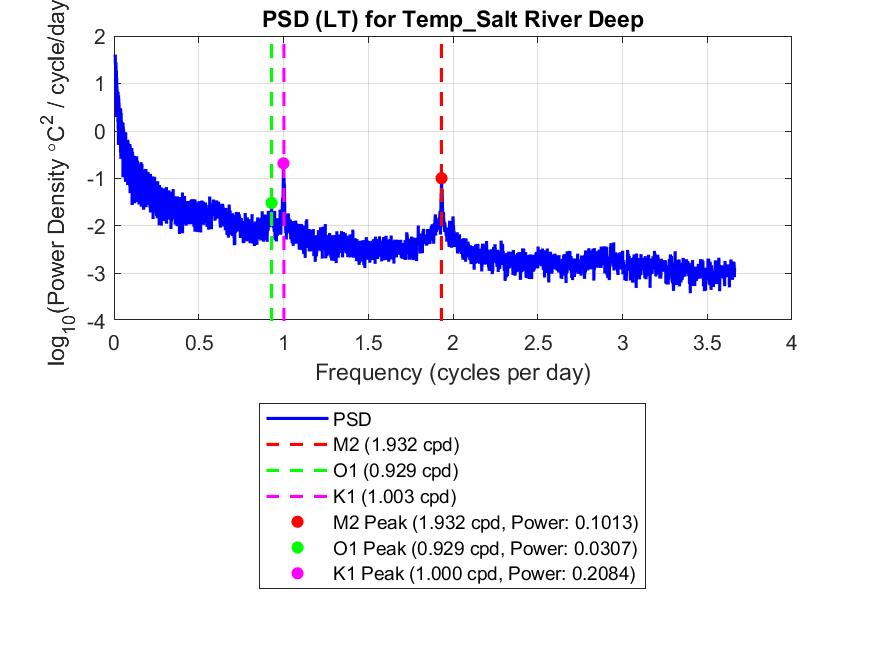 PSD (LT) for Temp_Salt River Deep
log10(Power Density °C2 / cycle/day
2
1
0
-1
-2
-3
-4
0 0.5 1 1.5 2 2.5 3 3.5 4
Frequency (cycles per day)
PSD
M2 (1.932 cpd)
O1 (0.929 cpd)
K1 (1.003 cpd)
M2 Peak (1.932 cpd, Power: 0.1013)
O1 Peak (0.929 cpd, Power: 0.0307)
K1 Peak (1.000 cpd, Power: 0.2084)